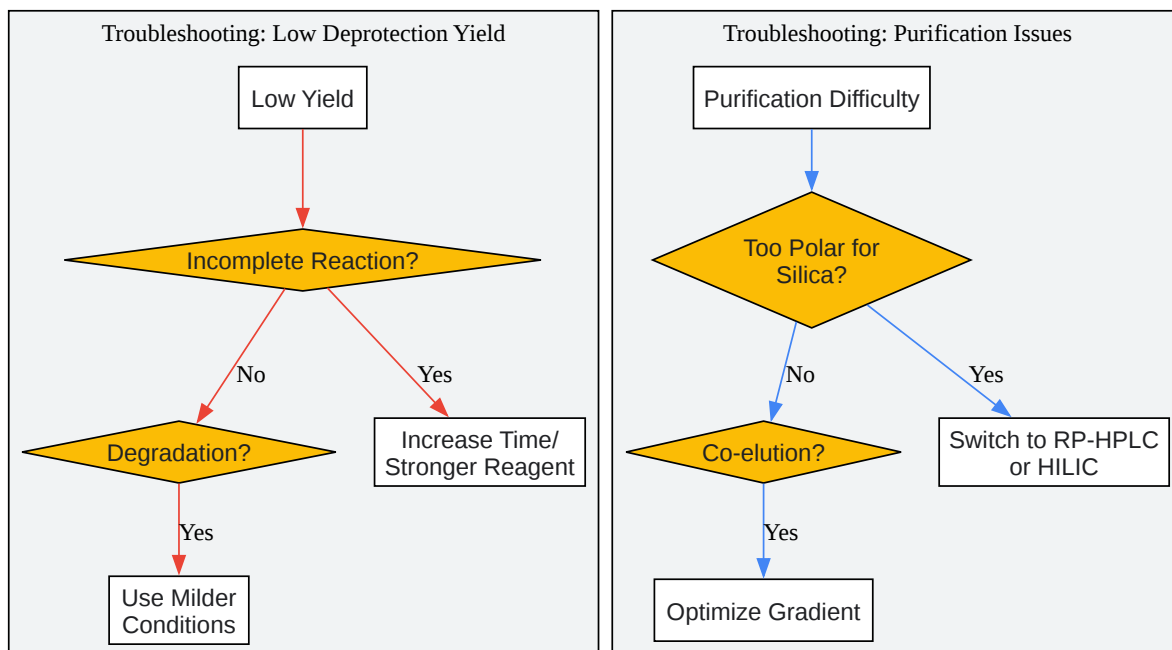 Troubleshooting: Low Deprotection Yield
Low Yield
Incomplete Reaction?
No
Yes
Degradation?
Increase Time/
Stronger Reagent
Yes
Use Milder
Conditions
Troubleshooting: Purification Issues
Purification Difficulty
Too Polar for
Silica?
No
Yes
Co-elution?
Switch to RP-HPLC
or HILIC
Yes
Optimize Gradient